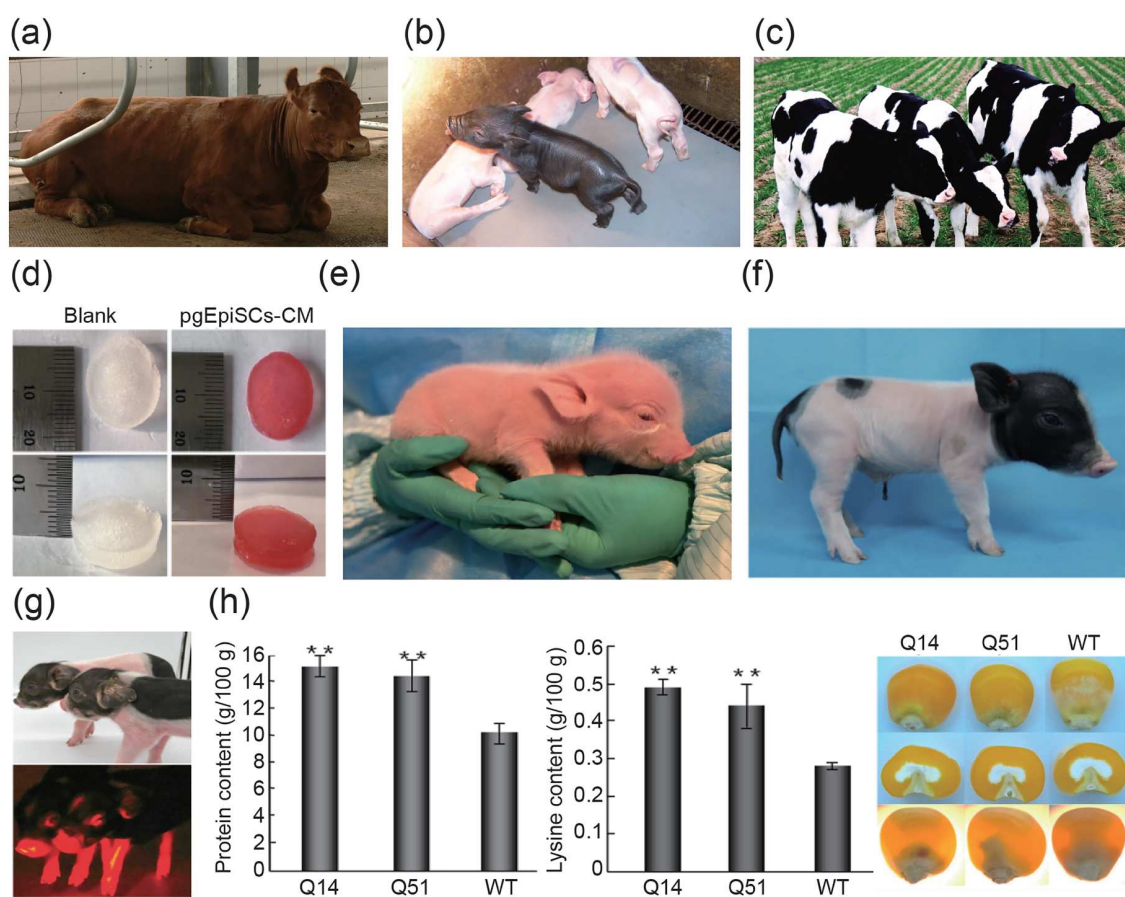 (a)
(b)
(c)
(d)
(e)
(f)
Blank
pgEpiSCs-CM
10
20
10
20
10
10
(g)
(h)
Protein content (g/100 g)
16
14
12
10
8
6
4
2
0
**
**
Q14
Q51
WT
Lysine content (g/100 g)
0.6
0.5
0.4
0.3
0.2
0.1
0
**
**
Q14
Q51
WT
Q14
Q51
WT